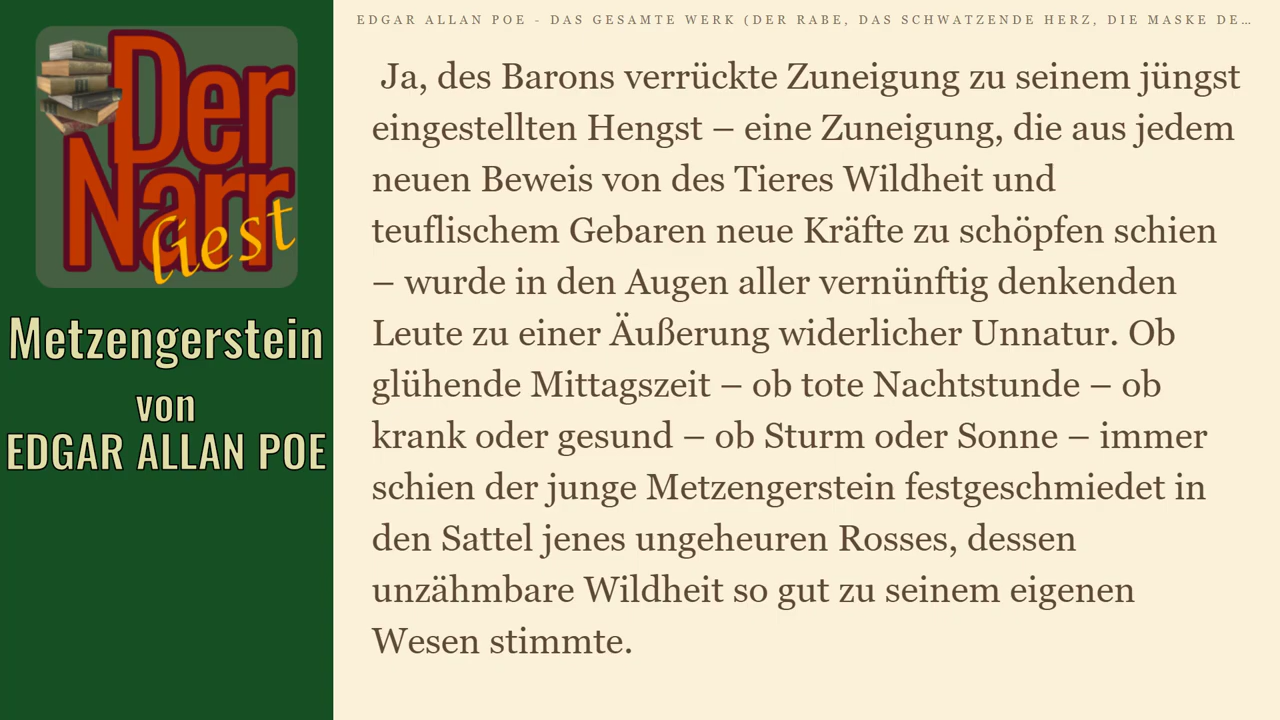 Der
Narr
liest
Metzengerstein
von
EDGAR ALLAN POE
EDGAR ALLAN POE - DAS GESAMTE WERK (DER RABE, DAS SCHWATZENDE HERZ, DIE MASKE DE…
Ja, des Barons verrückte Zuneigung zu seinem jüngst
eingestellten Hengst – eine Zuneigung, die aus jedem
neuen Beweis von des Tieres Wildheit und
teuflischem Gebaren neue Kräfte zu schöpfen schien
– wurde in den Augen aller vernünftig denkenden
Leute zu einer Äußerung widerlicher Unnatur. Ob
glühende Mittagszeit – ob tote Nachtstunde – ob
krank oder gesund – ob Sturm oder Sonne – immer
schien der junge Metzengerstein festgeschmiedet in
den Sattel jenes ungeheuren Rosses, dessen
unzähmbare Wildheit so gut zu seinem eigenen
Wesen stimmte.